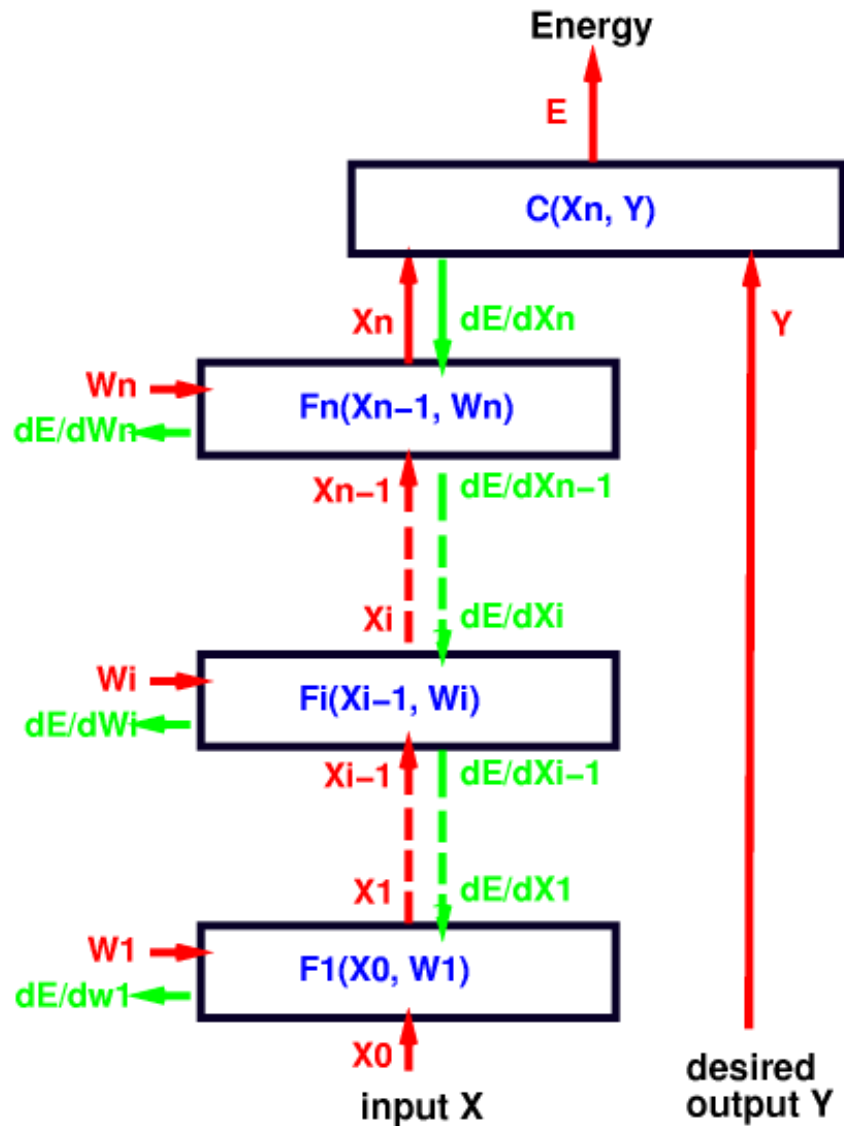 Energy
E
C(Xn, Y)
Xn
dE/dXn
Y
Wn
Fn(Xn−1, Wn)
dE/dWn
Xn−1
dE/dXn−1
Xi
dE/dXi
Wi
Fi(Xi−1, Wi)
dE/dWi
Xi−1
dE/dXi−1
X1
dE/dX1
W1
F1(X0, W1)
dE/dw1
X0
input X
desired
output Y